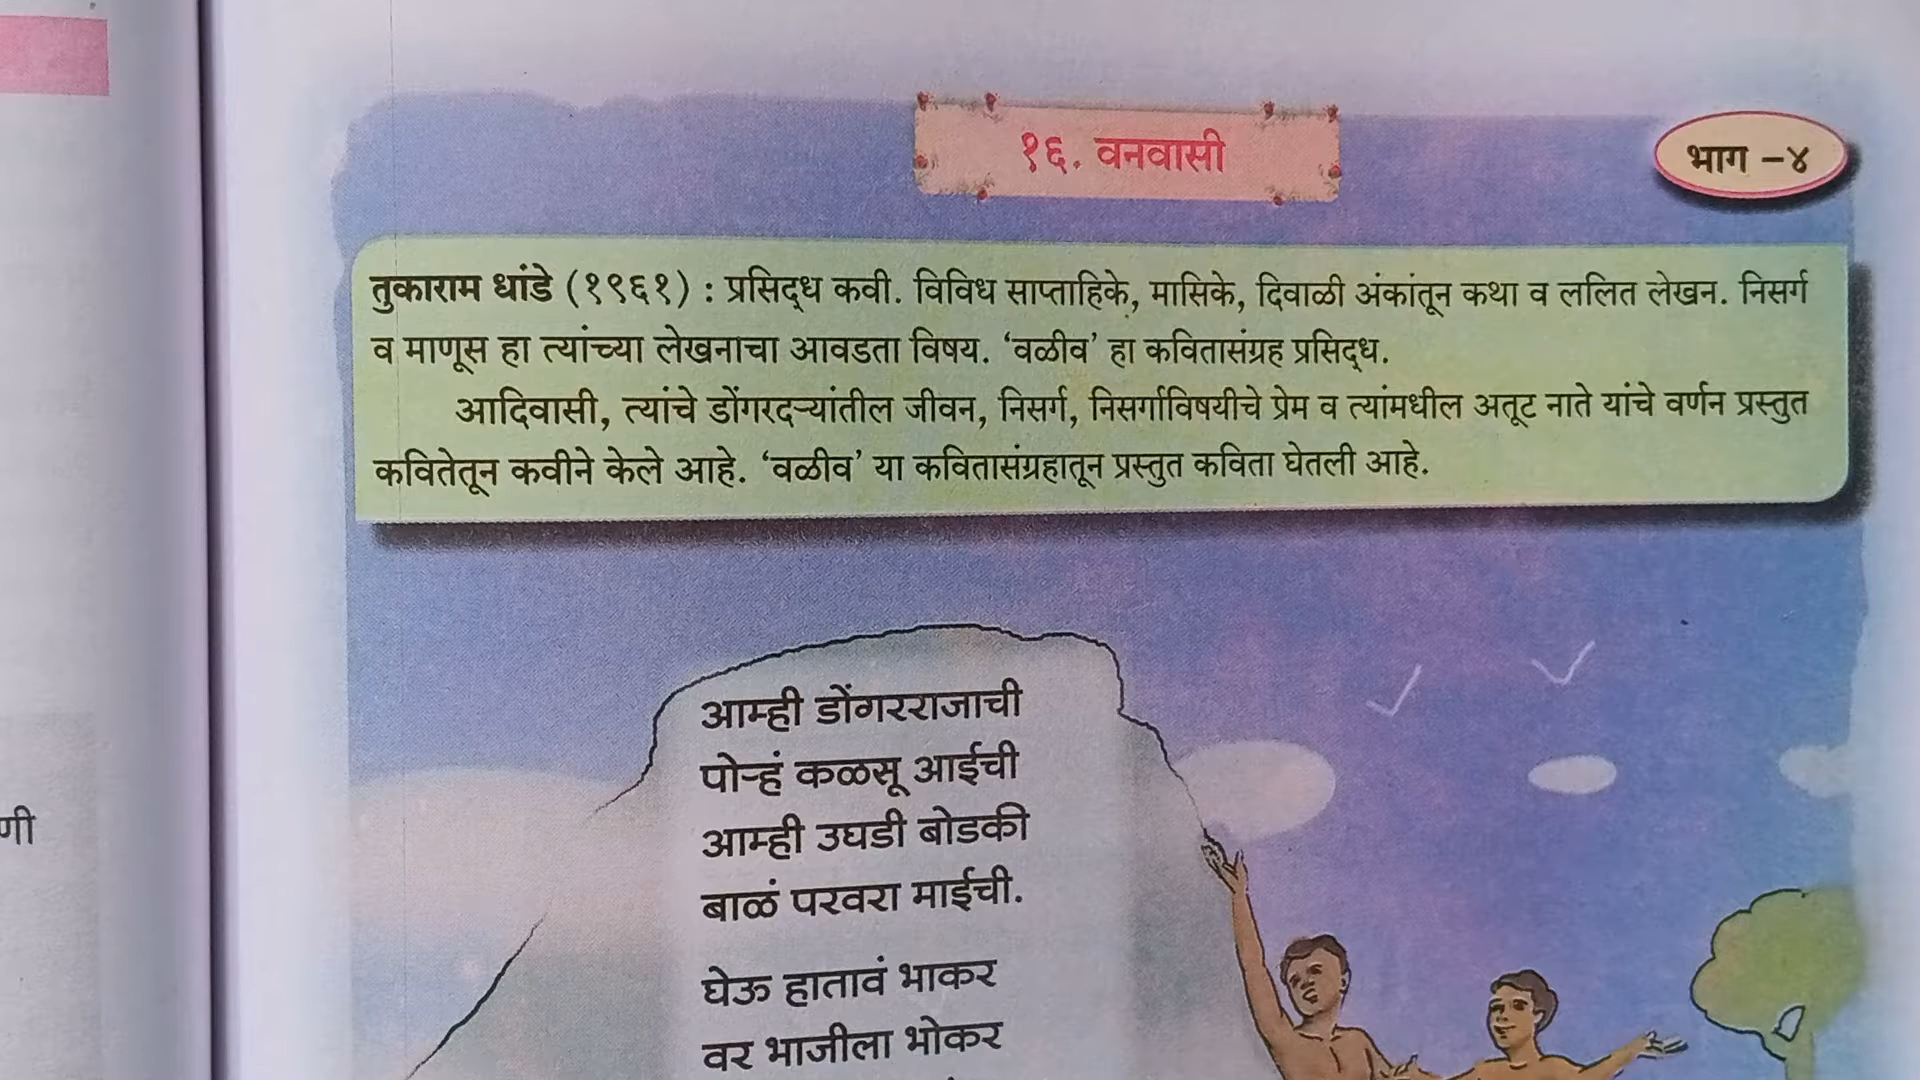 १६. वनवासी
भाग -४
तुकाराम धांडे (१९६१) : प्रसिद्ध कवी. विविध साप्ताहिके, मासिके, दिवाळी अंकांतून कथा व ललित लेखन. निसर्ग
व माणूस हा त्यांच्या लेखनाचा आवडता विषय. ‘वळीव’ हा कवितासंग्रह प्रसिद्ध.
आदिवासी, त्यांचे डोंगरदऱ्यांतील जीवन, निसर्ग, निसर्गाविषयीचे प्रेम व त्यांमधील अतूट नाते यांचे वर्णन प्रस्तुत
कवितेतून कवीने केले आहे. ‘वळीव’ या कवितासंग्रहातून प्रस्तुत कविता घेतली आहे.
आम्ही डोंगरराजाची
पोऱ्हं कळसू आईची
आम्ही उघडी बोडकी
बाळं परवरा माईची.
घेऊ हातावं भाकर
वर भाजीला भोकर